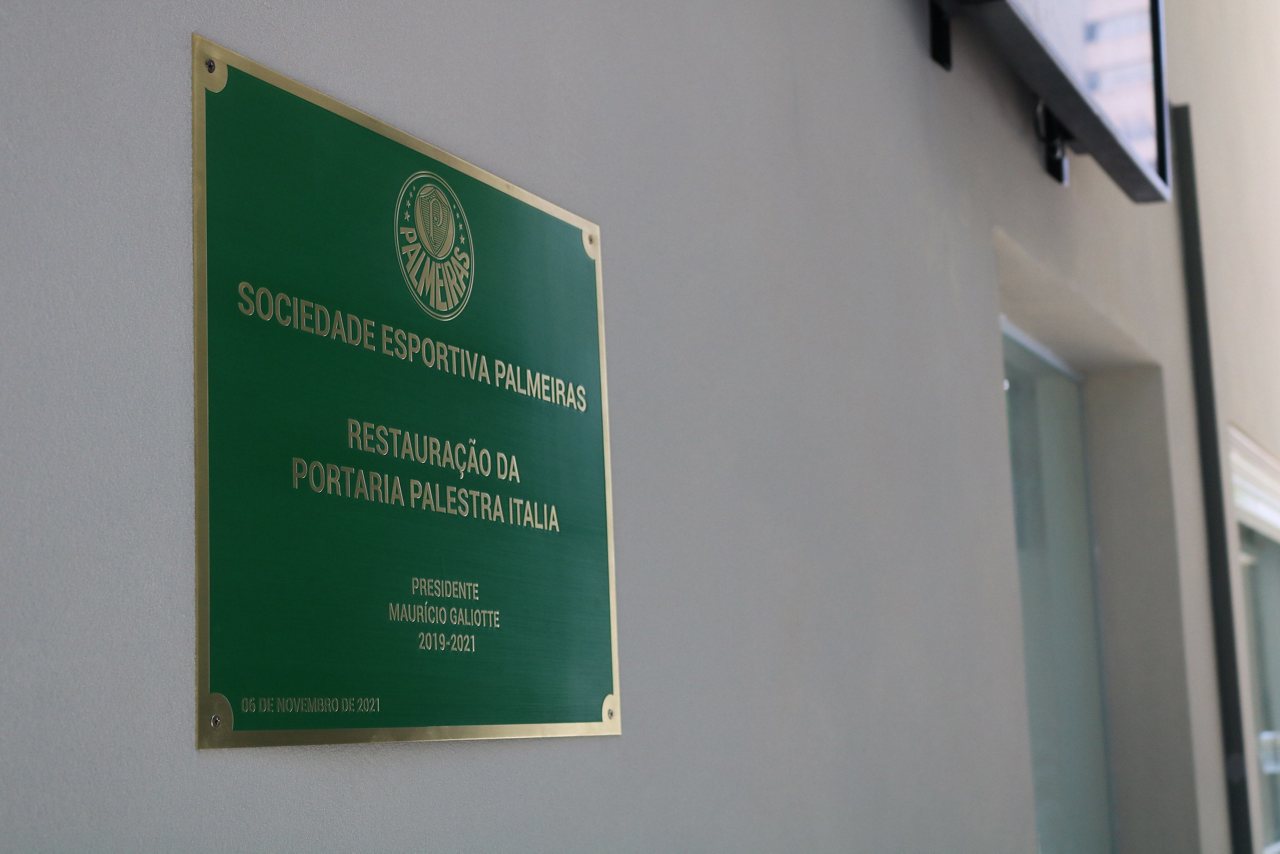 PALMEIRAS
SOCIEDADE ESPORTIVA PALMEIRAS
RESTAURAÇÃO DA
PORTARIA PALESTRA ITALIA
PRESIDENTE
MAURÍCIO GALIOTTE
2019-2021
06 DE NOVEMBRO DE 2021